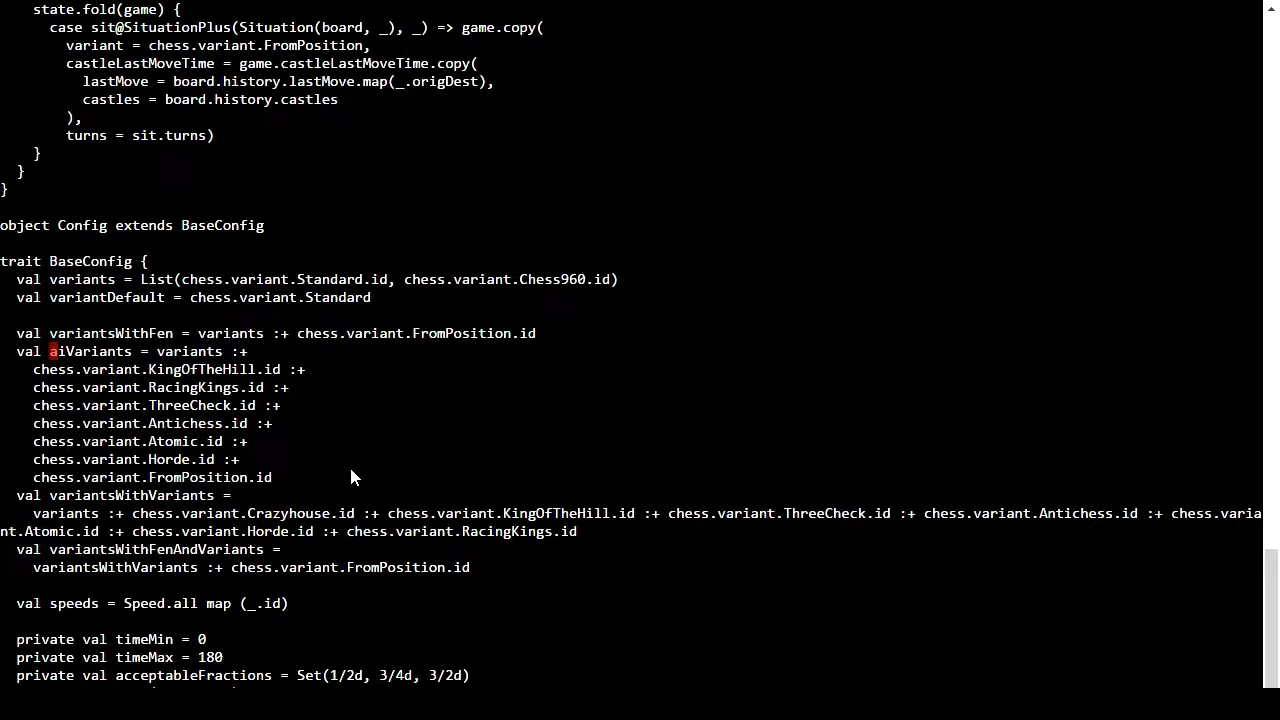 state.fold(game) {
      case sit@SituationPlus(Situation(board, _), _) => game.copy(
        variant = chess.variant.FromPosition,
        castleLastMoveTime = game.castleLastMoveTime.copy(
          lastMove = board.history.lastMove.map(_.origDest),
          castles = board.history.castles
        ),
        turns = sit.turns)
    }
  }
}
object Config extends BaseConfig
trait BaseConfig {
  val variants = List(chess.variant.Standard.id, chess.variant.Chess960.id)
  val variantDefault = chess.variant.Standard
  val variantsWithFen = variants :+ chess.variant.FromPosition.id
  val aiVariants = variants :+
    chess.variant.KingOfTheHill.id :+
    chess.variant.RacingKings.id :+
    chess.variant.ThreeCheck.id :+
    chess.variant.Antichess.id :+
    chess.variant.Atomic.id :+
    chess.variant.Horde.id :+
    chess.variant.FromPosition.id
  val variantsWithVariants =
    variants :+ chess.variant.Crazyhouse.id :+ chess.variant.KingOfTheHill.id :+ chess.variant.ThreeCheck.id :+ chess.variant.Antichess.id :+ chess.varia
nt.Atomic.id :+ chess.variant.Horde.id :+ chess.variant.RacingKings.id
  val variantsWithFenAndVariants =
    variantsWithVariants :+ chess.variant.FromPosition.id
  val speeds = Speed.all map (_.id)
  private val timeMin = 0
  private val timeMax = 180
  private val acceptableFractions = Set(1/2d, 3/4d, 3/2d)